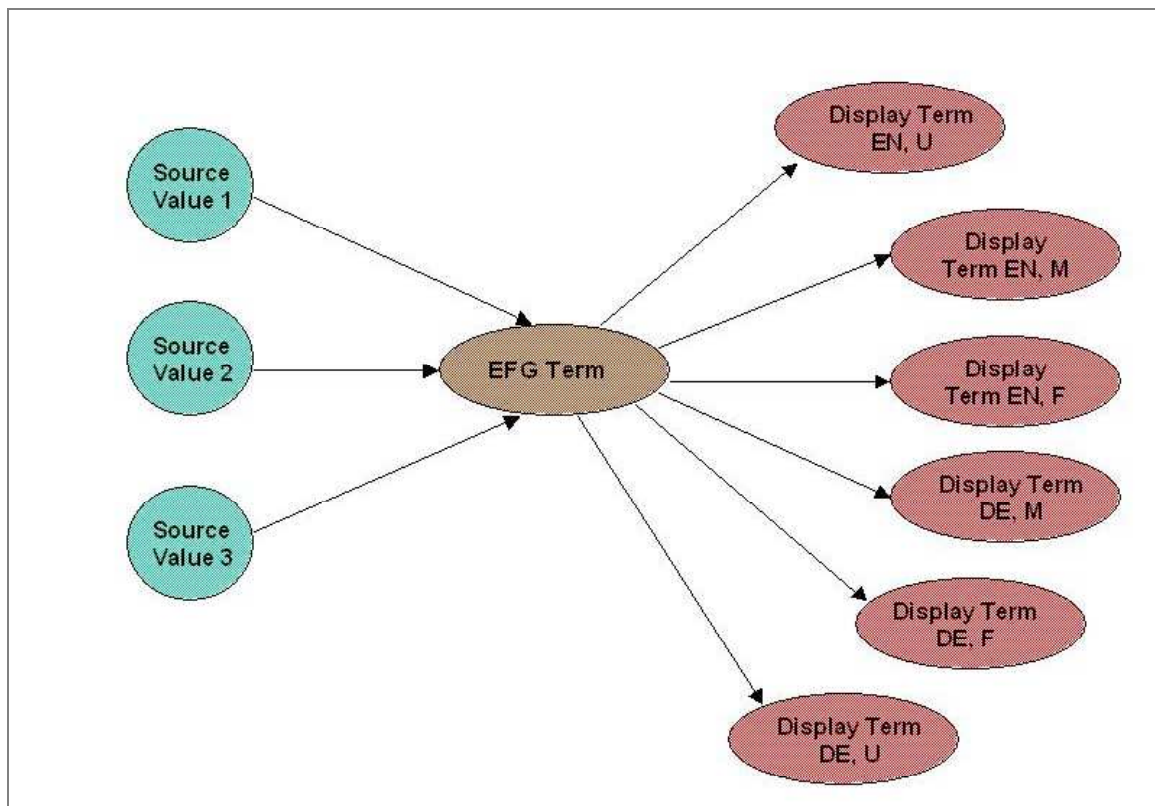 Source
Value 1
Source
Value 2
Source
Value 3
EFG Term
Display Term
EN, U
Display
Term EN, M
Display
Term EN, F
Display Term
DE, M
Display Term
DE, F
Display Term
DE, U